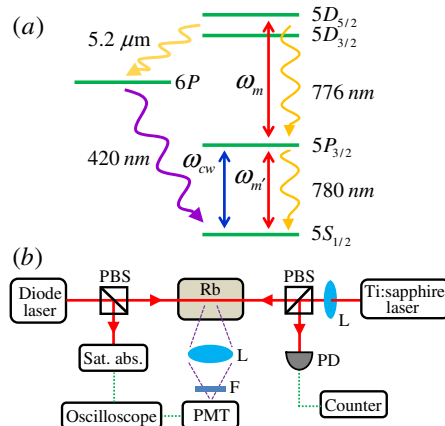 (a)
5D5/2
5D3/2
5.2 μm
6P
ωm
776 nm
5P3/2
420 nm
ωcw
ωm′
780 nm
5S1/2
(b)
PBS
Rb
PBS
Diode
laser
Ti:sapphire
laser
L
Sat. abs.
L
PD
F
Oscilloscope
PMT
Counter